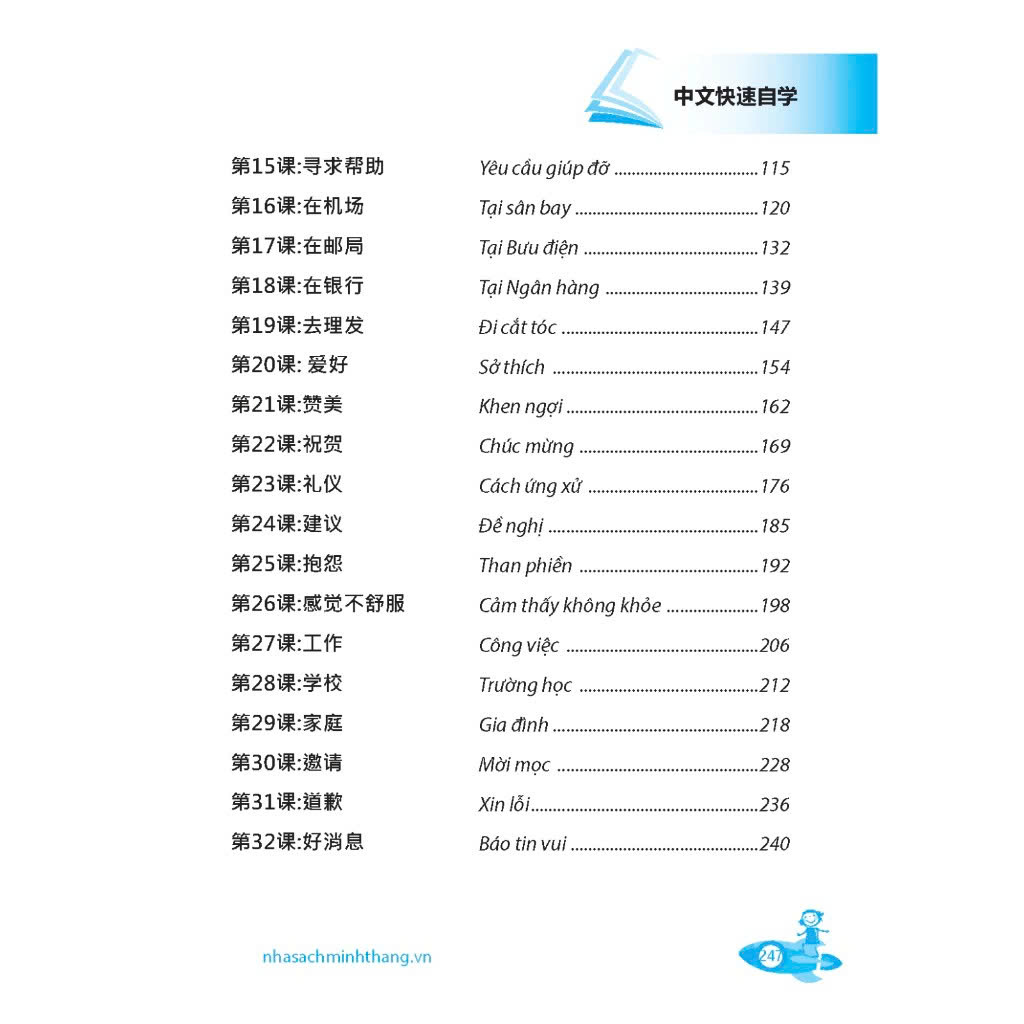 中文快速自学
第15课:寻求帮助 Yêu cầu giúp đỡ ..................................115
第16课:在机场 Tại sân bay ...........................................120
第17课:在邮局 Tại Bưu điện .........................................132
第18课:在银行 Tại Ngân hàng ....................................139
第19课:去理发 Đi cắt tóc ..............................................147
第20课: 爱好 Sở thích ................................................154
第21课:赞美 Khen ngợi .............................................162
第22课:祝贺 Chúc mừng ..........................................169
第23课:礼仪 Cách ứng xử ........................................176
第24课:建议 Đề nghị .................................................185
第25课:抱怨 Than phiền ..........................................192
第26课:感觉不舒服 Cảm thấy không khỏe ......................198
第27课:工作 Công việc .............................................206
第28课:学校 Trường học ..........................................212
第29课:家庭 Gia đình ................................................218
第30课:邀请 Mời mọc ...............................................228
第31课:道歉 Xin lỗi.....................................................236
第32课:好消息 Báo tin vui ............................................240
nhasachminhthang.vn
247